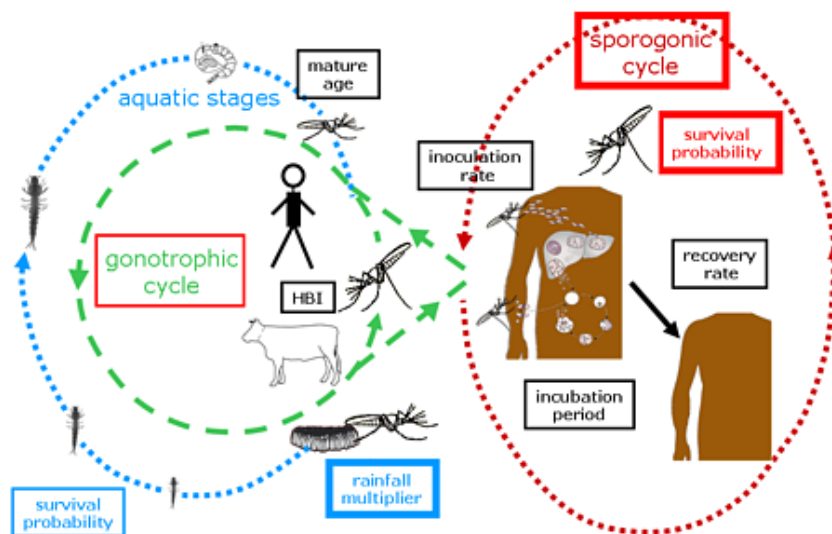 sporogonic
cycle
mature
age
aquatic stages
survival
probability
inoculation
rate
gonotrophic
cycle
HBI
recovery
rate
incubation
period
rainfall
multiplier
survival
probability